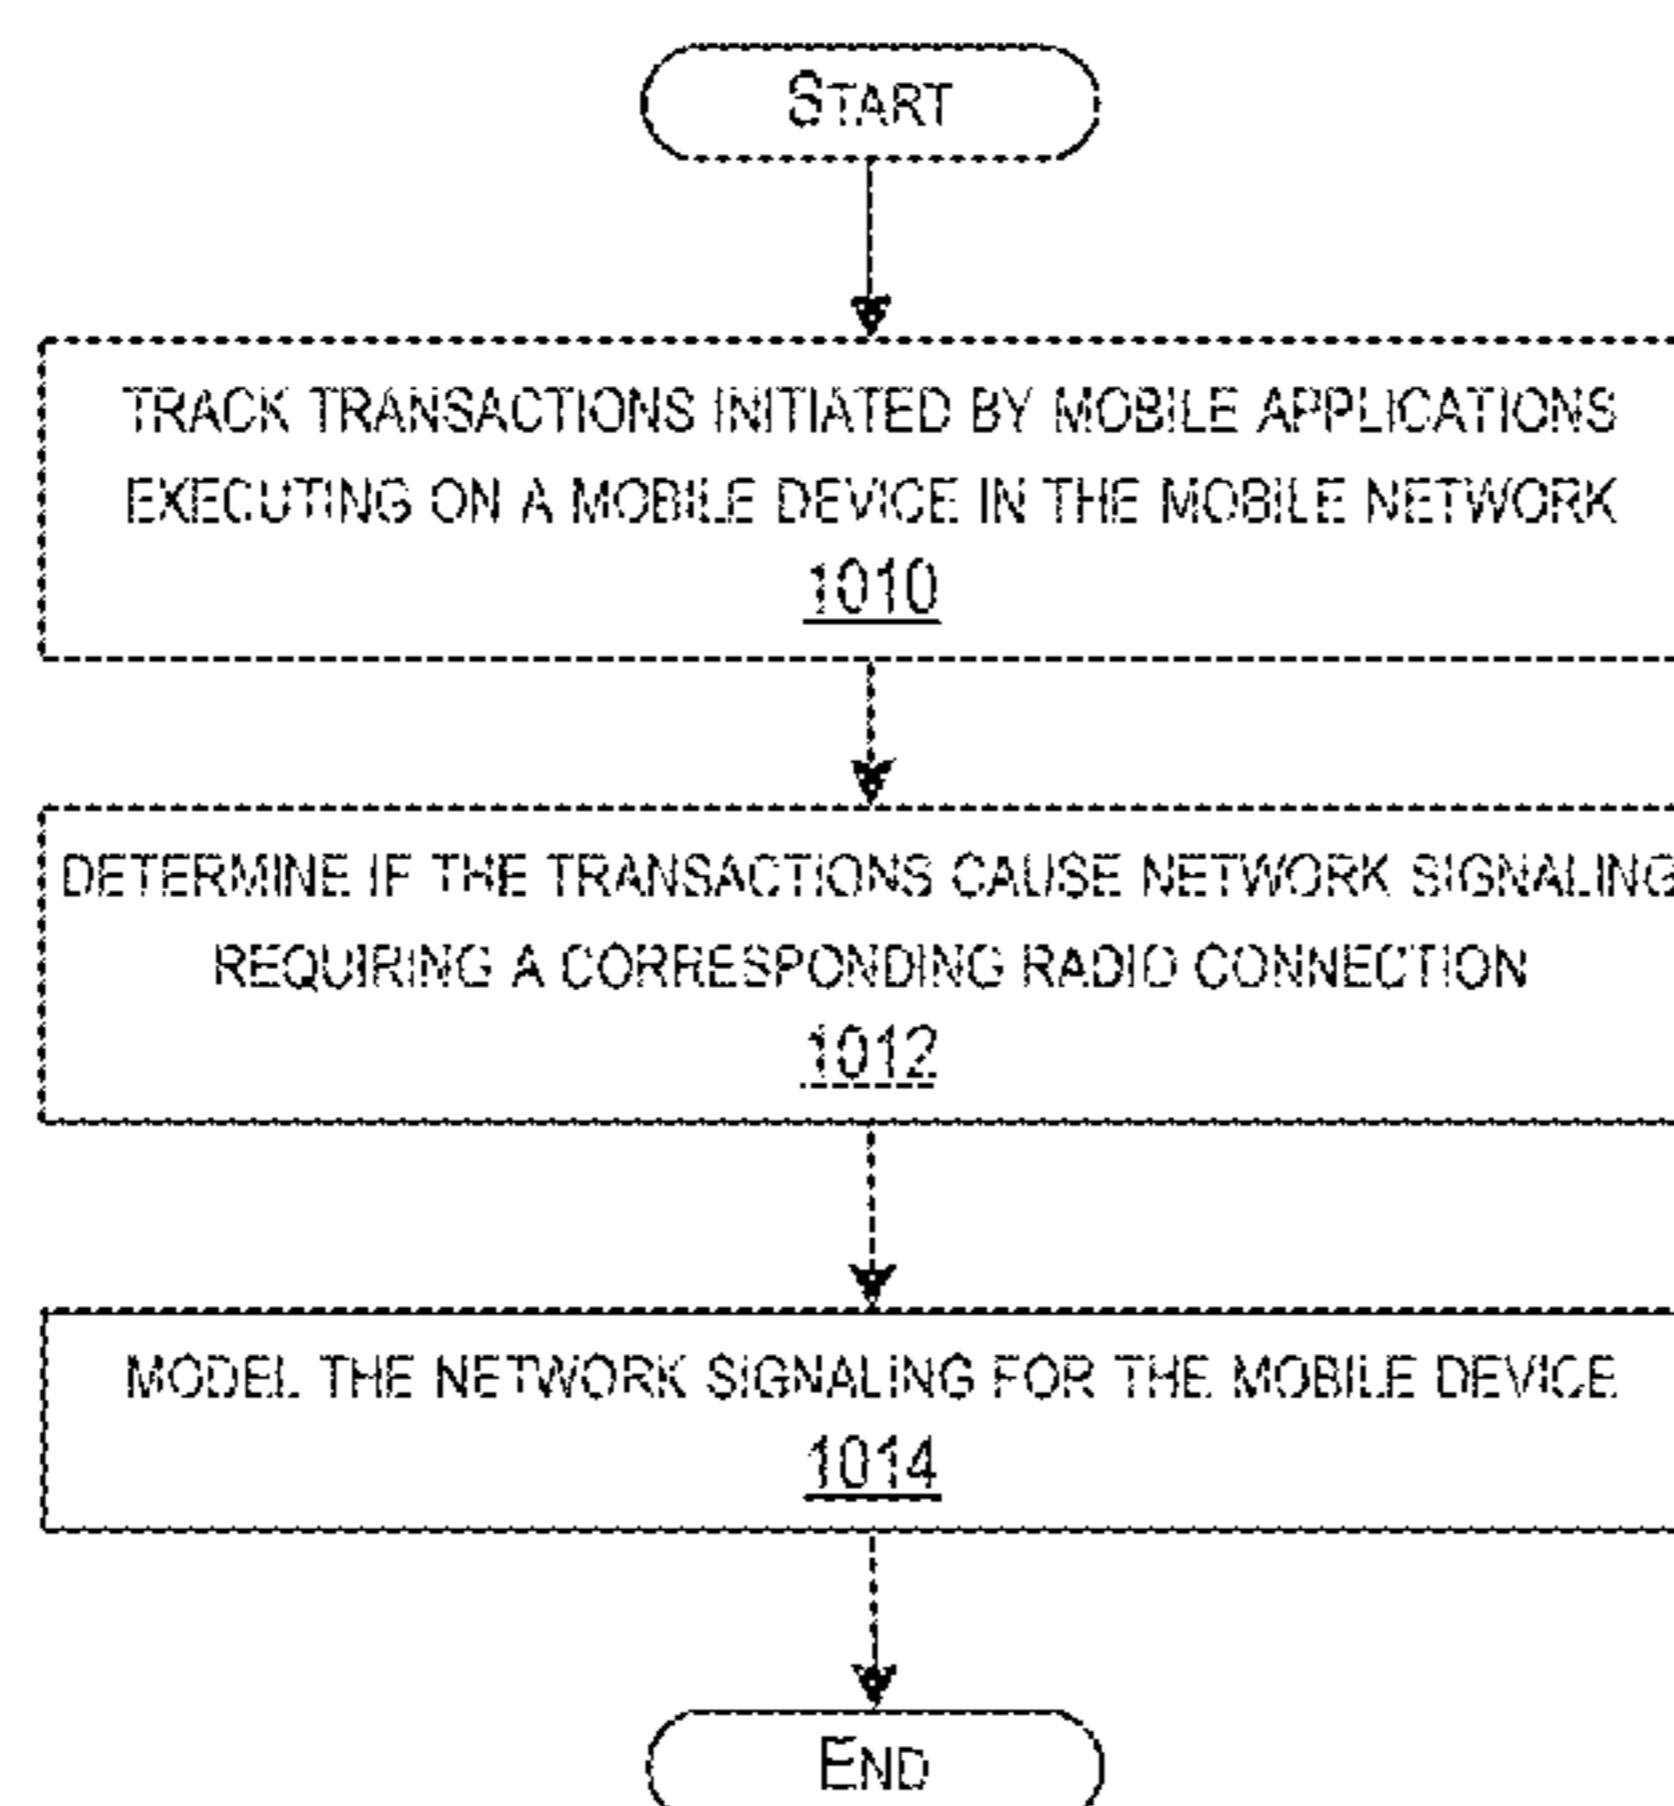 START
TRACK TRANSACTIONS INITIATED BY MOBILE APPLICATIONS
EXECUTING ON A MOBILE DEVICE IN THE MOBILE NETWORK
1010
DETERMINE IF THE TRANSACTIONS CAUSE NETWORK SIGNALING
REQUIRING A CORRESPONDING RADIO CONNECTION
1012
MODEL THE NETWORK SIGNALING FOR THE MOBILE DEVICE
1014
END